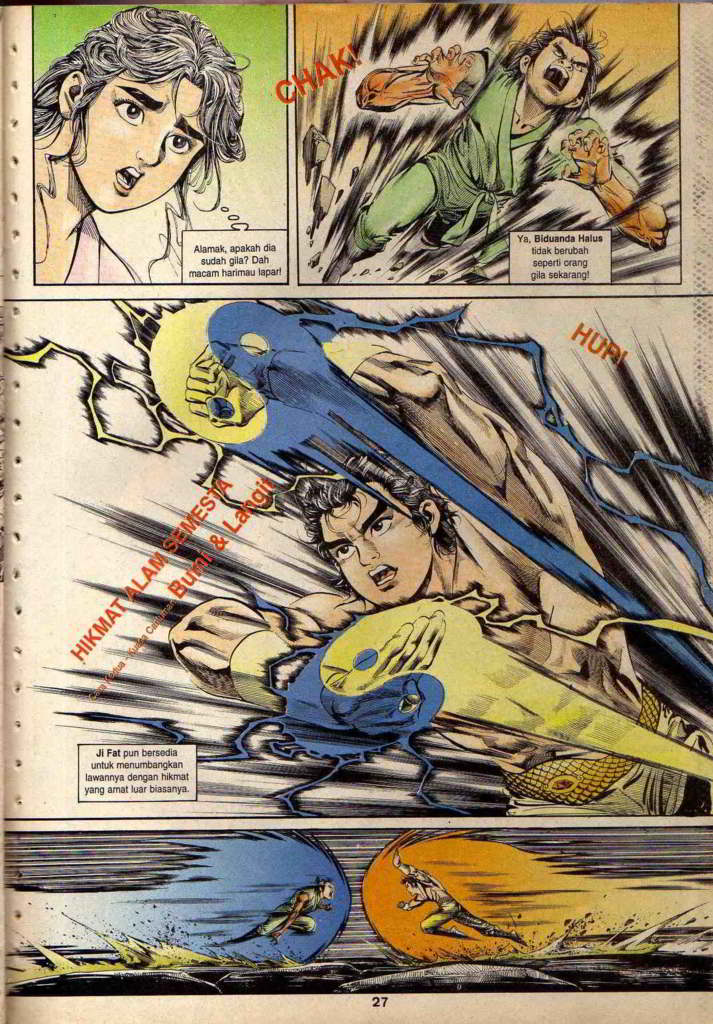 Alamak, apakah dia
sudah gila? Dah
macam harimau lapar!
CHAK!
Ya, Biduanda Halus
tidak berubah
seperti orang
gila sekarang!
HUP!
HIKMAT ALAM SEMESTA
Bumi & Langit
Ji Fat pun bersedia
untuk menumbangkan
lawannya dengan hikmat
yang amat luar biasanya.
27